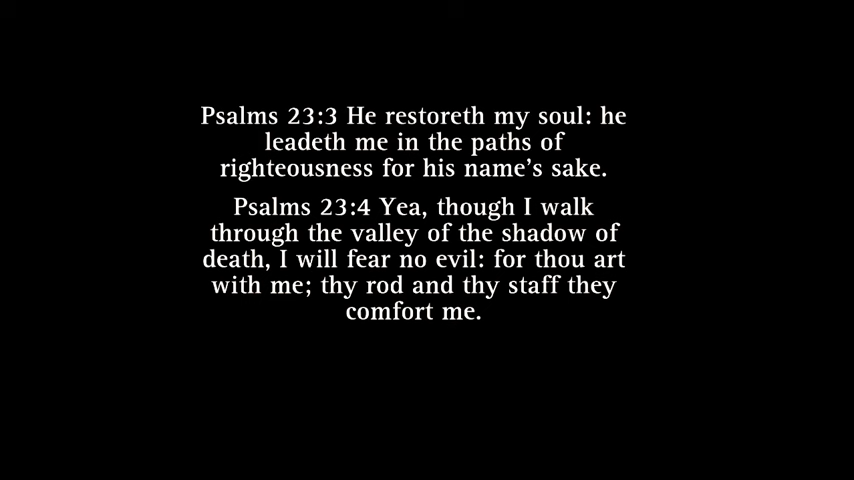 Psalms 23:3 He restoreth my soul: he
leadeth me in the paths of
righteousness for his name’s sake.
Psalms 23:4 Yea, though I walk
through the valley of the shadow of
death, I will fear no evil: for thou art
with me; thy rod and thy staff they
comfort me.